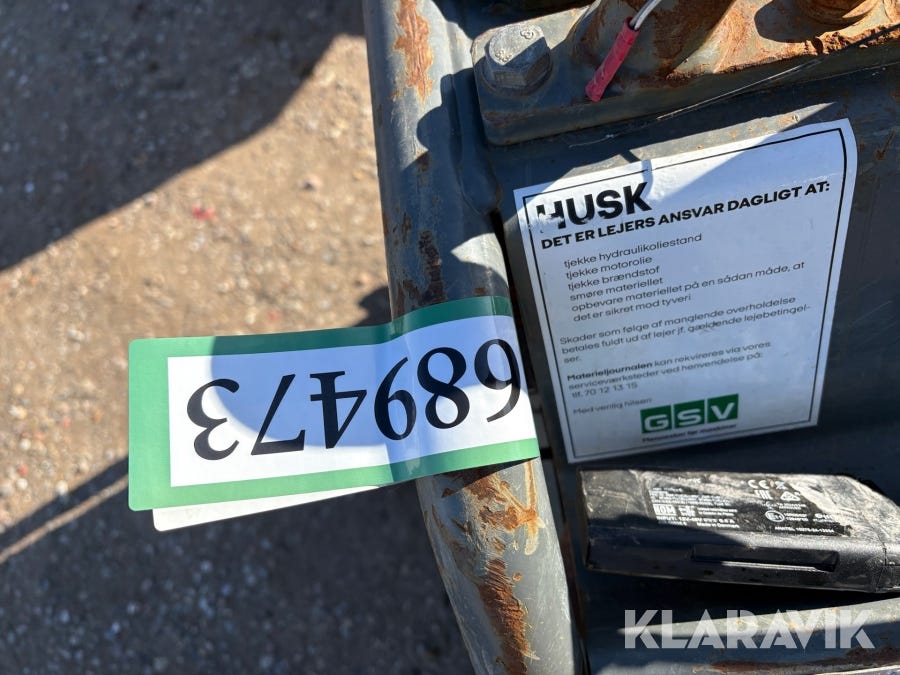 HUSK
DET ER LEJERS ANSVAR DAGLIGT AT:
tjekke hydraulikoliestand
tjekke motorolie
tjekke brændstof
smøre materiellet
opbevare materiellet på en sådan måde, at
det er sikret mod tyveri
Skader som følge af manglende overholdelse
betales fuldt ud af lejer jf. gældende lejebetingel-
ser.
Materieljournalen kan rekvireres via vores
serviceværksteder ved henvendelse på:
tlf. 70 12 13 15
Med venlig hilsen
GSV
689473
KLARAVIK